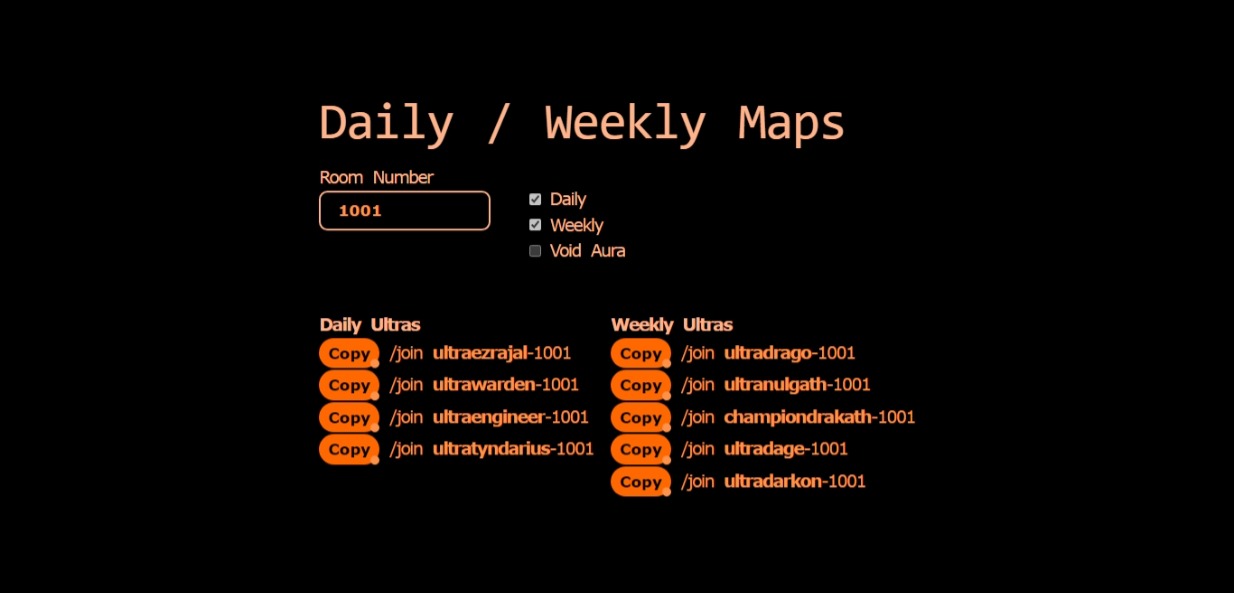 Daily / Weekly Maps
Room Number
1001
Daily
Weekly
Void Aura
Daily Ultras
Copy /join ultraezrajal-1001
Copy /join ultrawarden-1001
Copy /join ultraengineer-1001
Copy /join ultratyndarius-1001
Weekly Ultras
Copy /join ultradrago-1001
Copy /join ultranulgath-1001
Copy /join championdrakath-1001
Copy /join ultradage-1001
Copy /join ultradarkon-1001